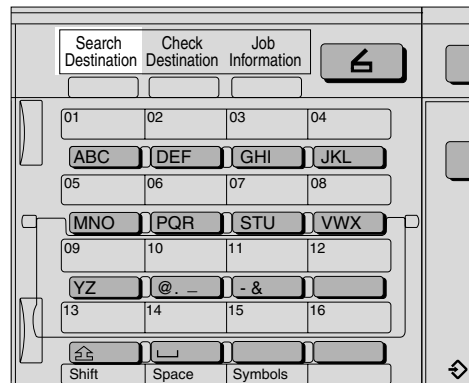 Search Destination
Check Destination
Job Information
01 02 03 04
ABC DEF GHI JKL
05 06 07 08
MNO PQR STU VWX
09 10 11 12
YZ @. _ - &
13 14 15 16
Shift Space Symbols